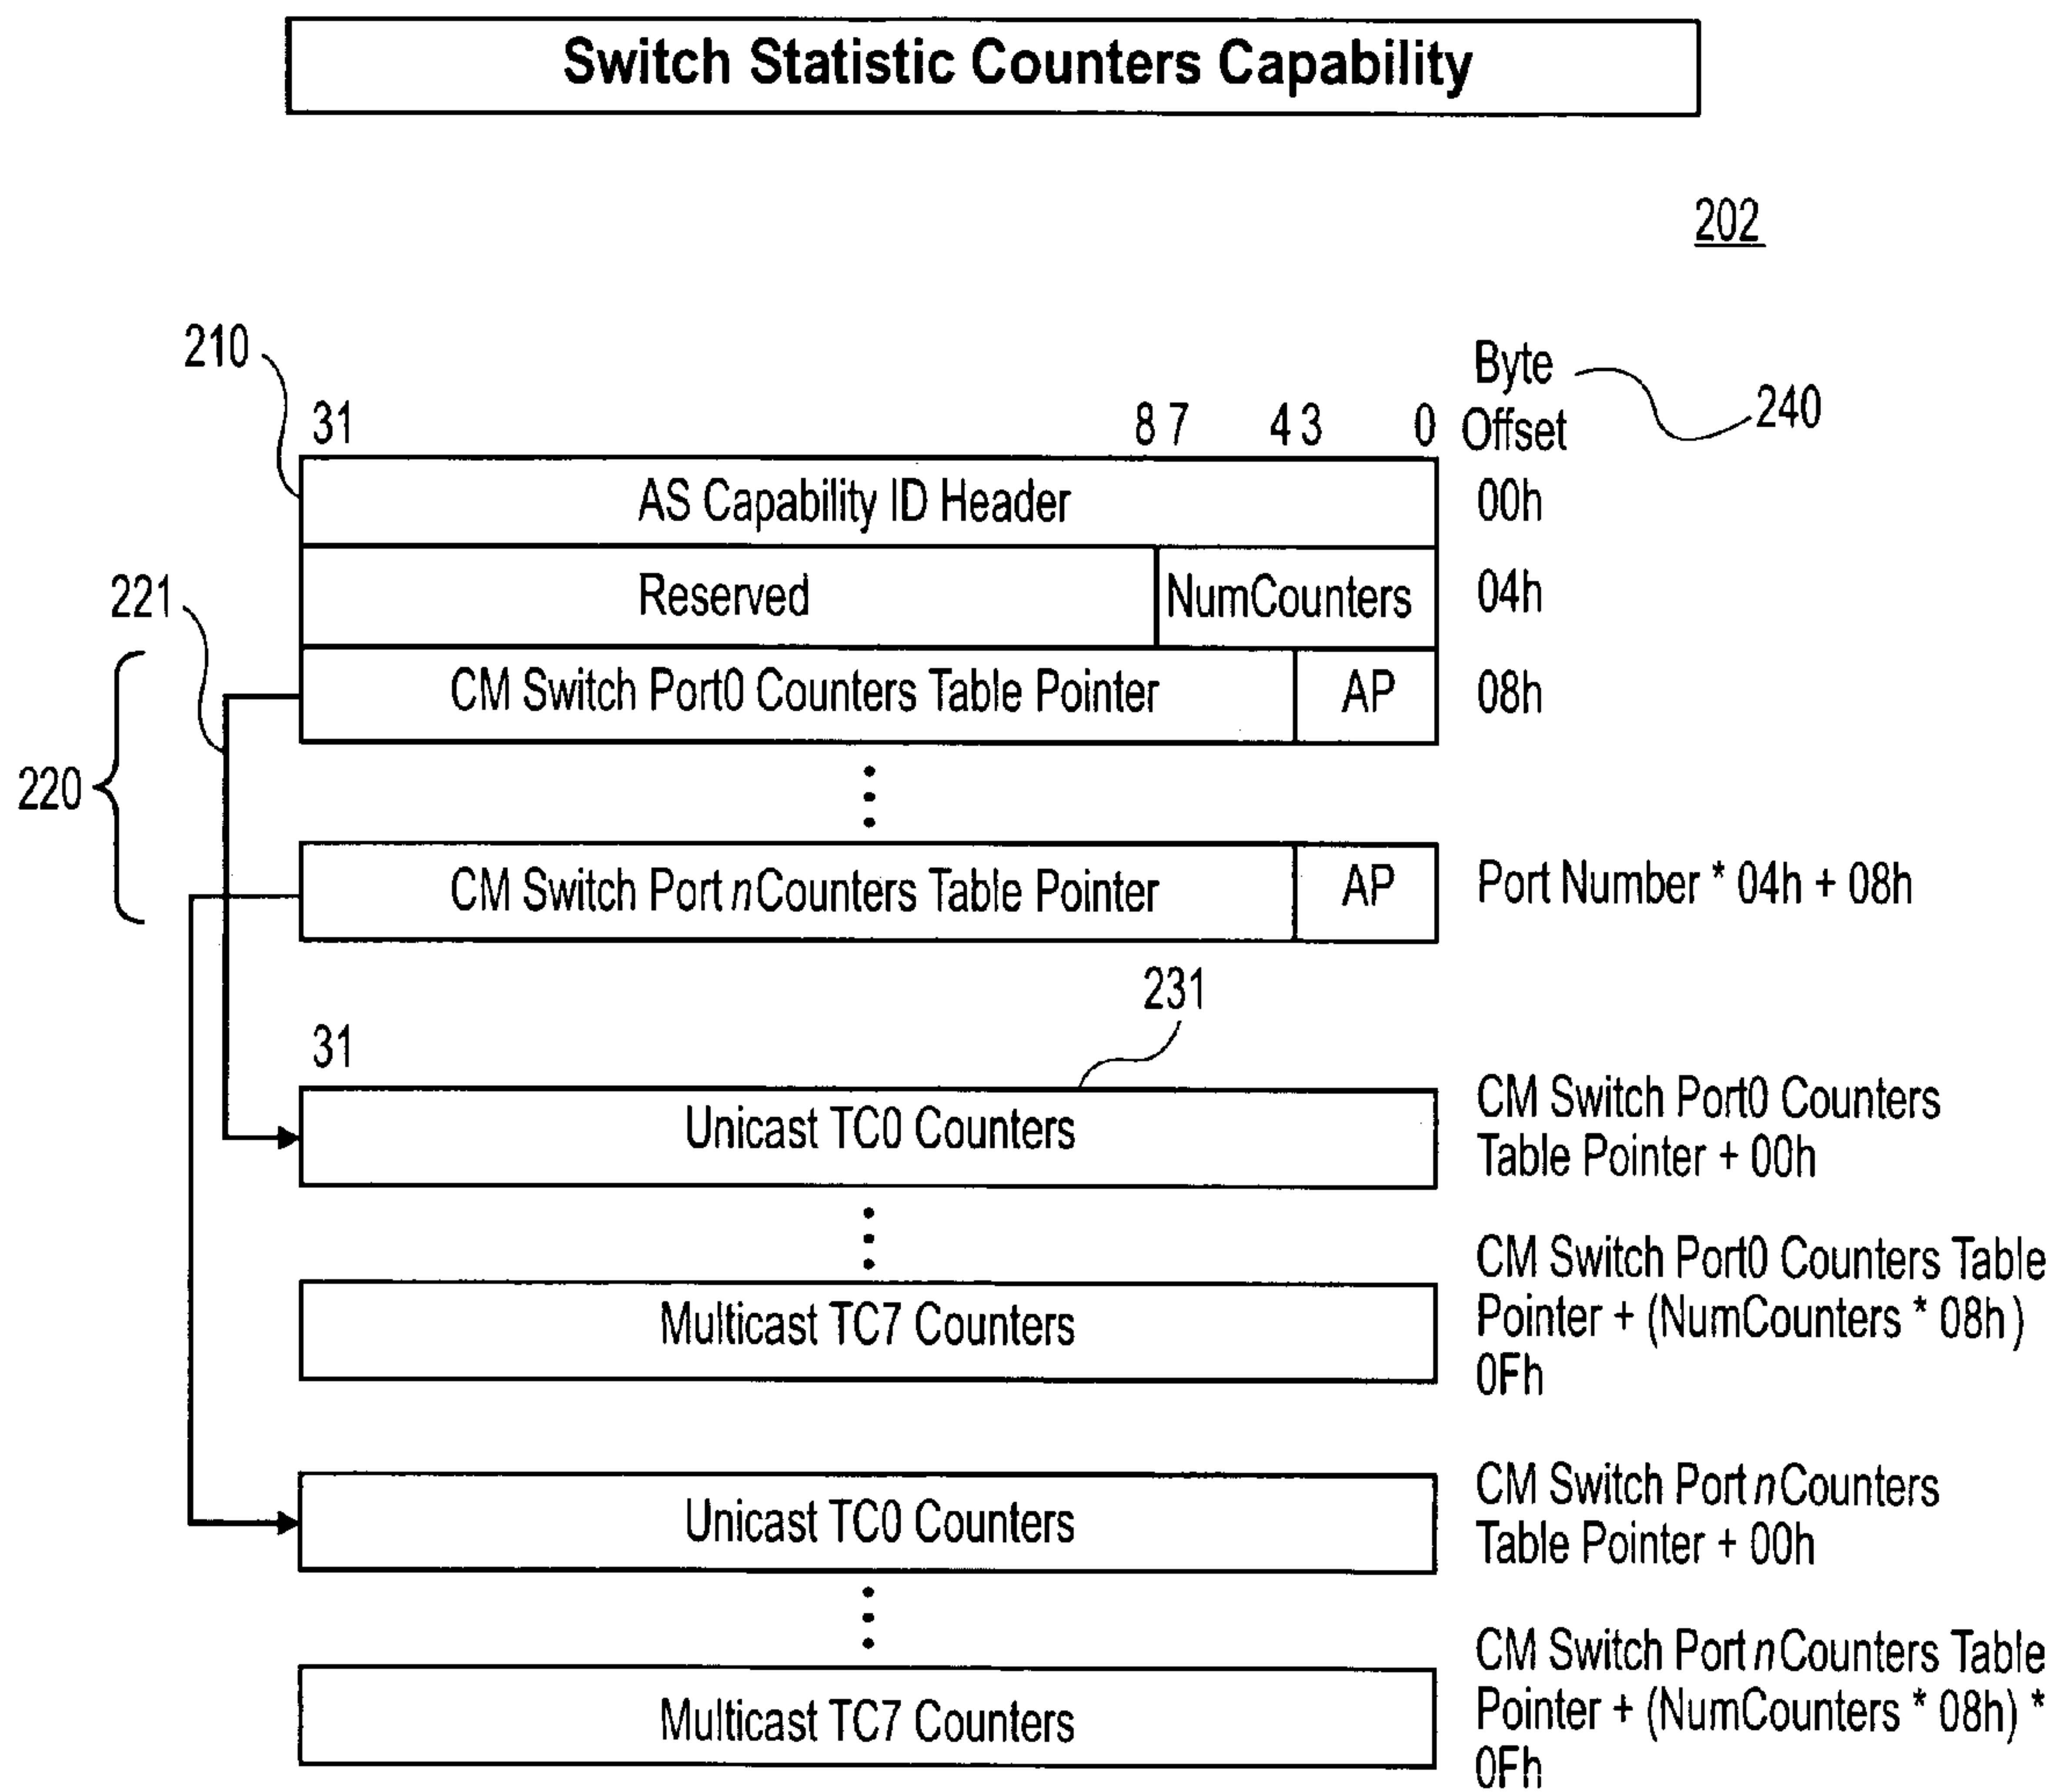 Switch Statistic Counters Capability
202
210
Byte
240
31 8 7 4 3 0 Offset
AS Capability ID Header 00h
221
Reserved NumCounters 04h
CM Switch Port0 Counters Table Pointer AP 08h
220
CM Switch Port n Counters Table Pointer AP Port Number * 04h + 08h
231
31
Unicast TC0 Counters
CM Switch Port0 Counters
Table Pointer + 00h
Multicast TC7 Counters
CM Switch Port0 Counters Table
Pointer + (NumCounters * 08h)
0Fh
Unicast TC0 Counters
CM Switch Port n Counters
Table Pointer + 00h
Multicast TC7 Counters
CM Switch Port n Counters Table
Pointer + (NumCounters * 08h) *
0Fh